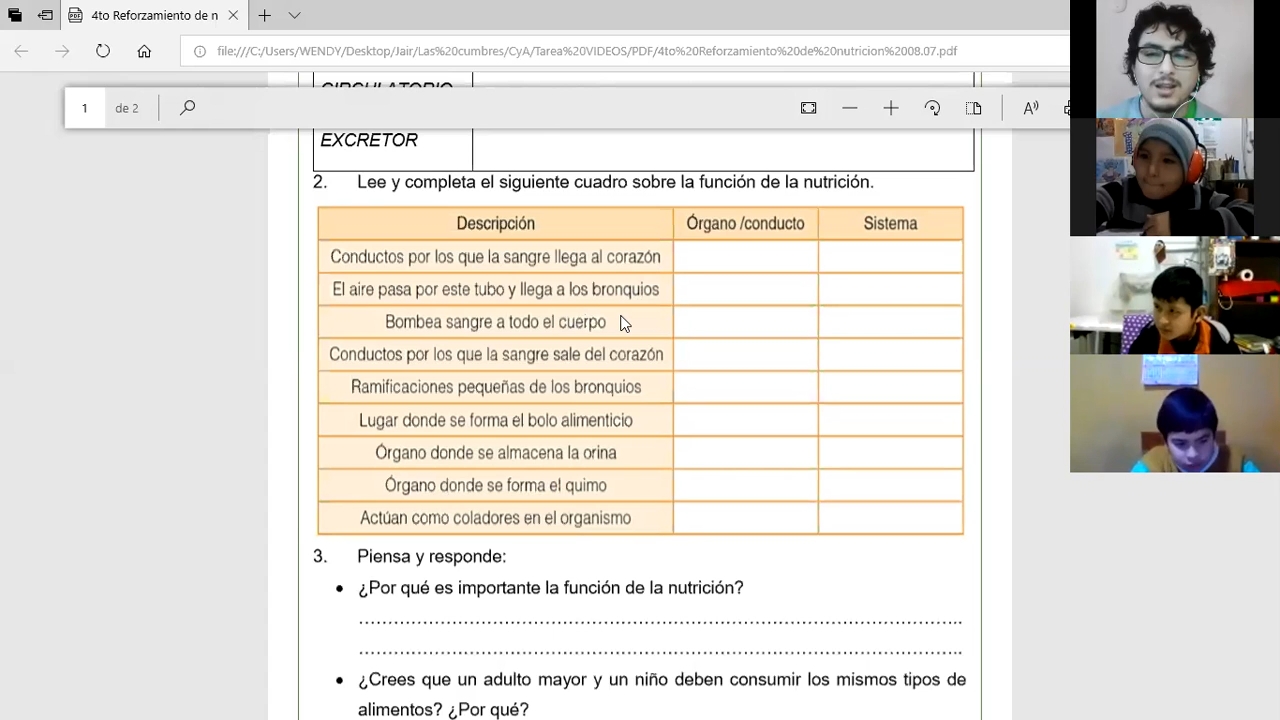 4to Reforzamiento de n
file:///C:/Users/WENDY/Desktop/Jair/Las%20cumbres/CyA/Tarea%20VIDEOS/PDF/4to%20Reforzamiento%20de%20nutricion%2008.07.pdf
1 de 2
CIRCULATORIO
EXCRETOR
2. Lee y completa el siguiente cuadro sobre la función de la nutrición.
Descripción Órgano /conducto Sistema
Conductos por los que la sangre llega al corazón
El aire pasa por este tubo y llega a los bronquios
Bombea sangre a todo el cuerpo
Conductos por los que la sangre sale del corazón
Ramificaciones pequeñas de los bronquios
Lugar donde se forma el bolo alimenticio
Órgano donde se almacena la orina
Órgano donde se forma el quimo
Actúan como coladores en el organismo
3. Piensa y responde:
• ¿Por qué es importante la función de la nutrición?
• ¿Crees que un adulto mayor y un niño deben consumir los mismos tipos de
alimentos? ¿Por qué?